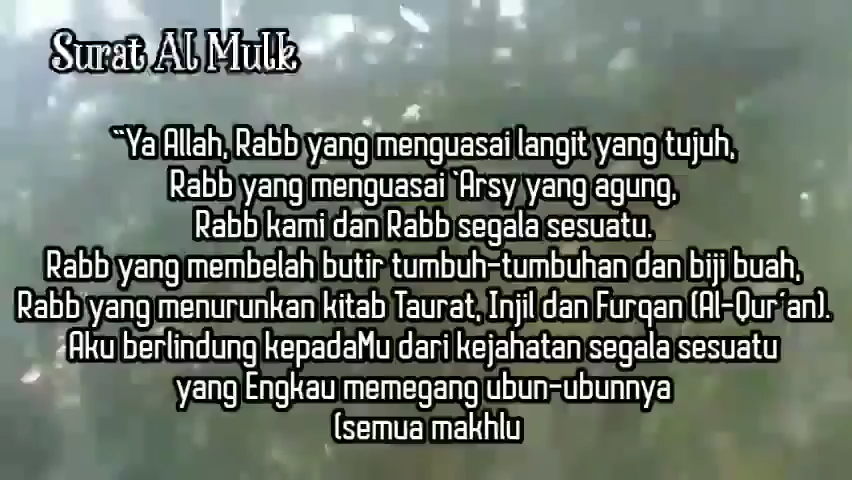 Surat Al Mulk
“Ya Allah, Rabb yang menguasai langit yang tujuh,
Rabb yang menguasai `Arsy yang agung,
Rabb kami dan Rabb segala sesuatu.
Rabb yang membelah butir tumbuh-tumbuhan dan biji buah,
Rabb yang menurunkan kitab Taurat, Injil dan Furqan (Al-Qur’an).
Aku berlindung kepadaMu dari kejahatan segala sesuatu
yang Engkau memegang ubun-ubunnya
(semua makhlu